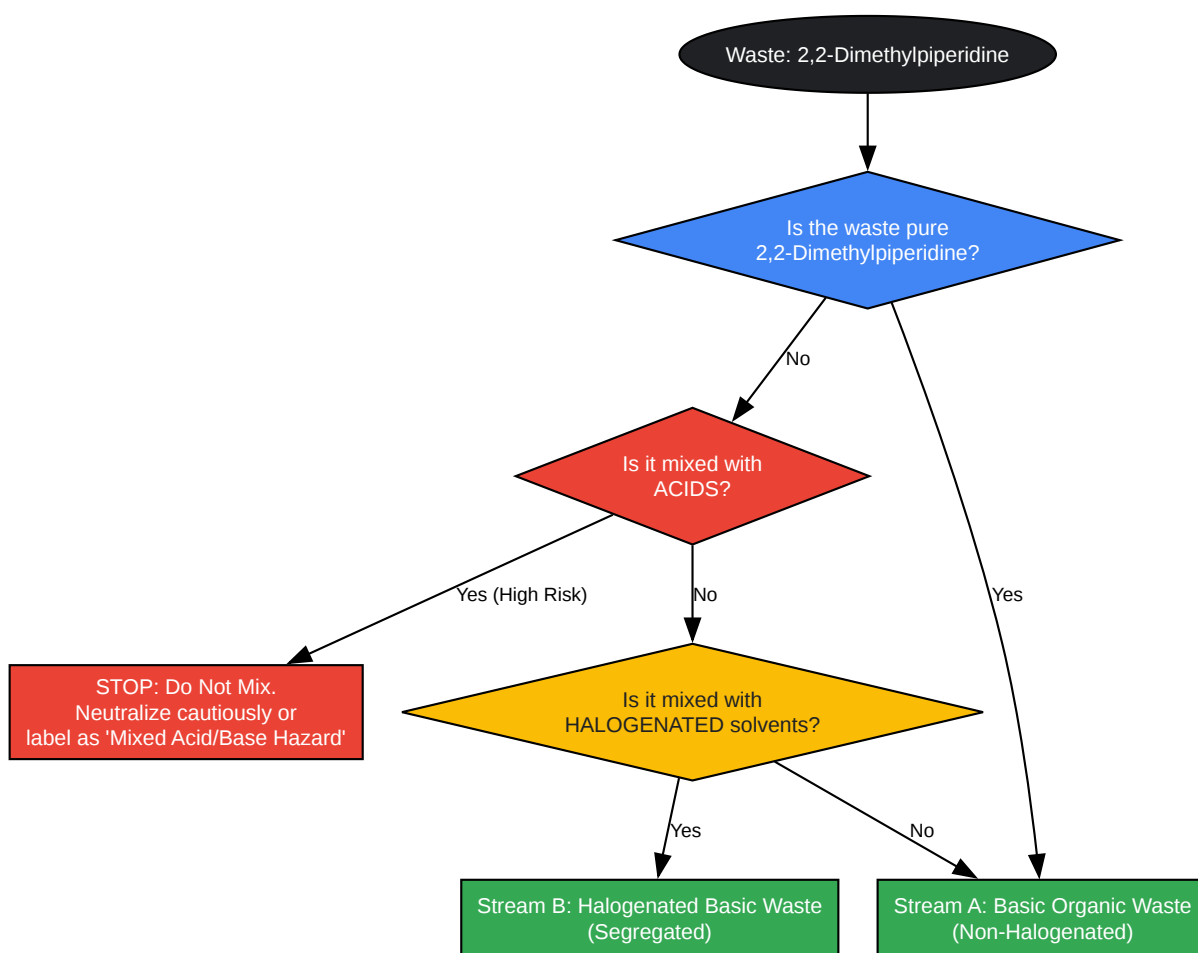 Waste: 2,2-Dimethylpiperidine
Is the waste pure
2,2-Dimethylpiperidine?
No
Is it mixed with
ACIDS?
Yes (High Risk)
No
Yes
STOP: Do Not Mix.
Neutralize cautiously or
label as 'Mixed Acid/Base Hazard'
Is it mixed with
HALOGENATED solvents?
Yes
No
Stream B: Halogenated Basic Waste
(Segregated)
Stream A: Basic Organic Waste
(Non-Halogenated)